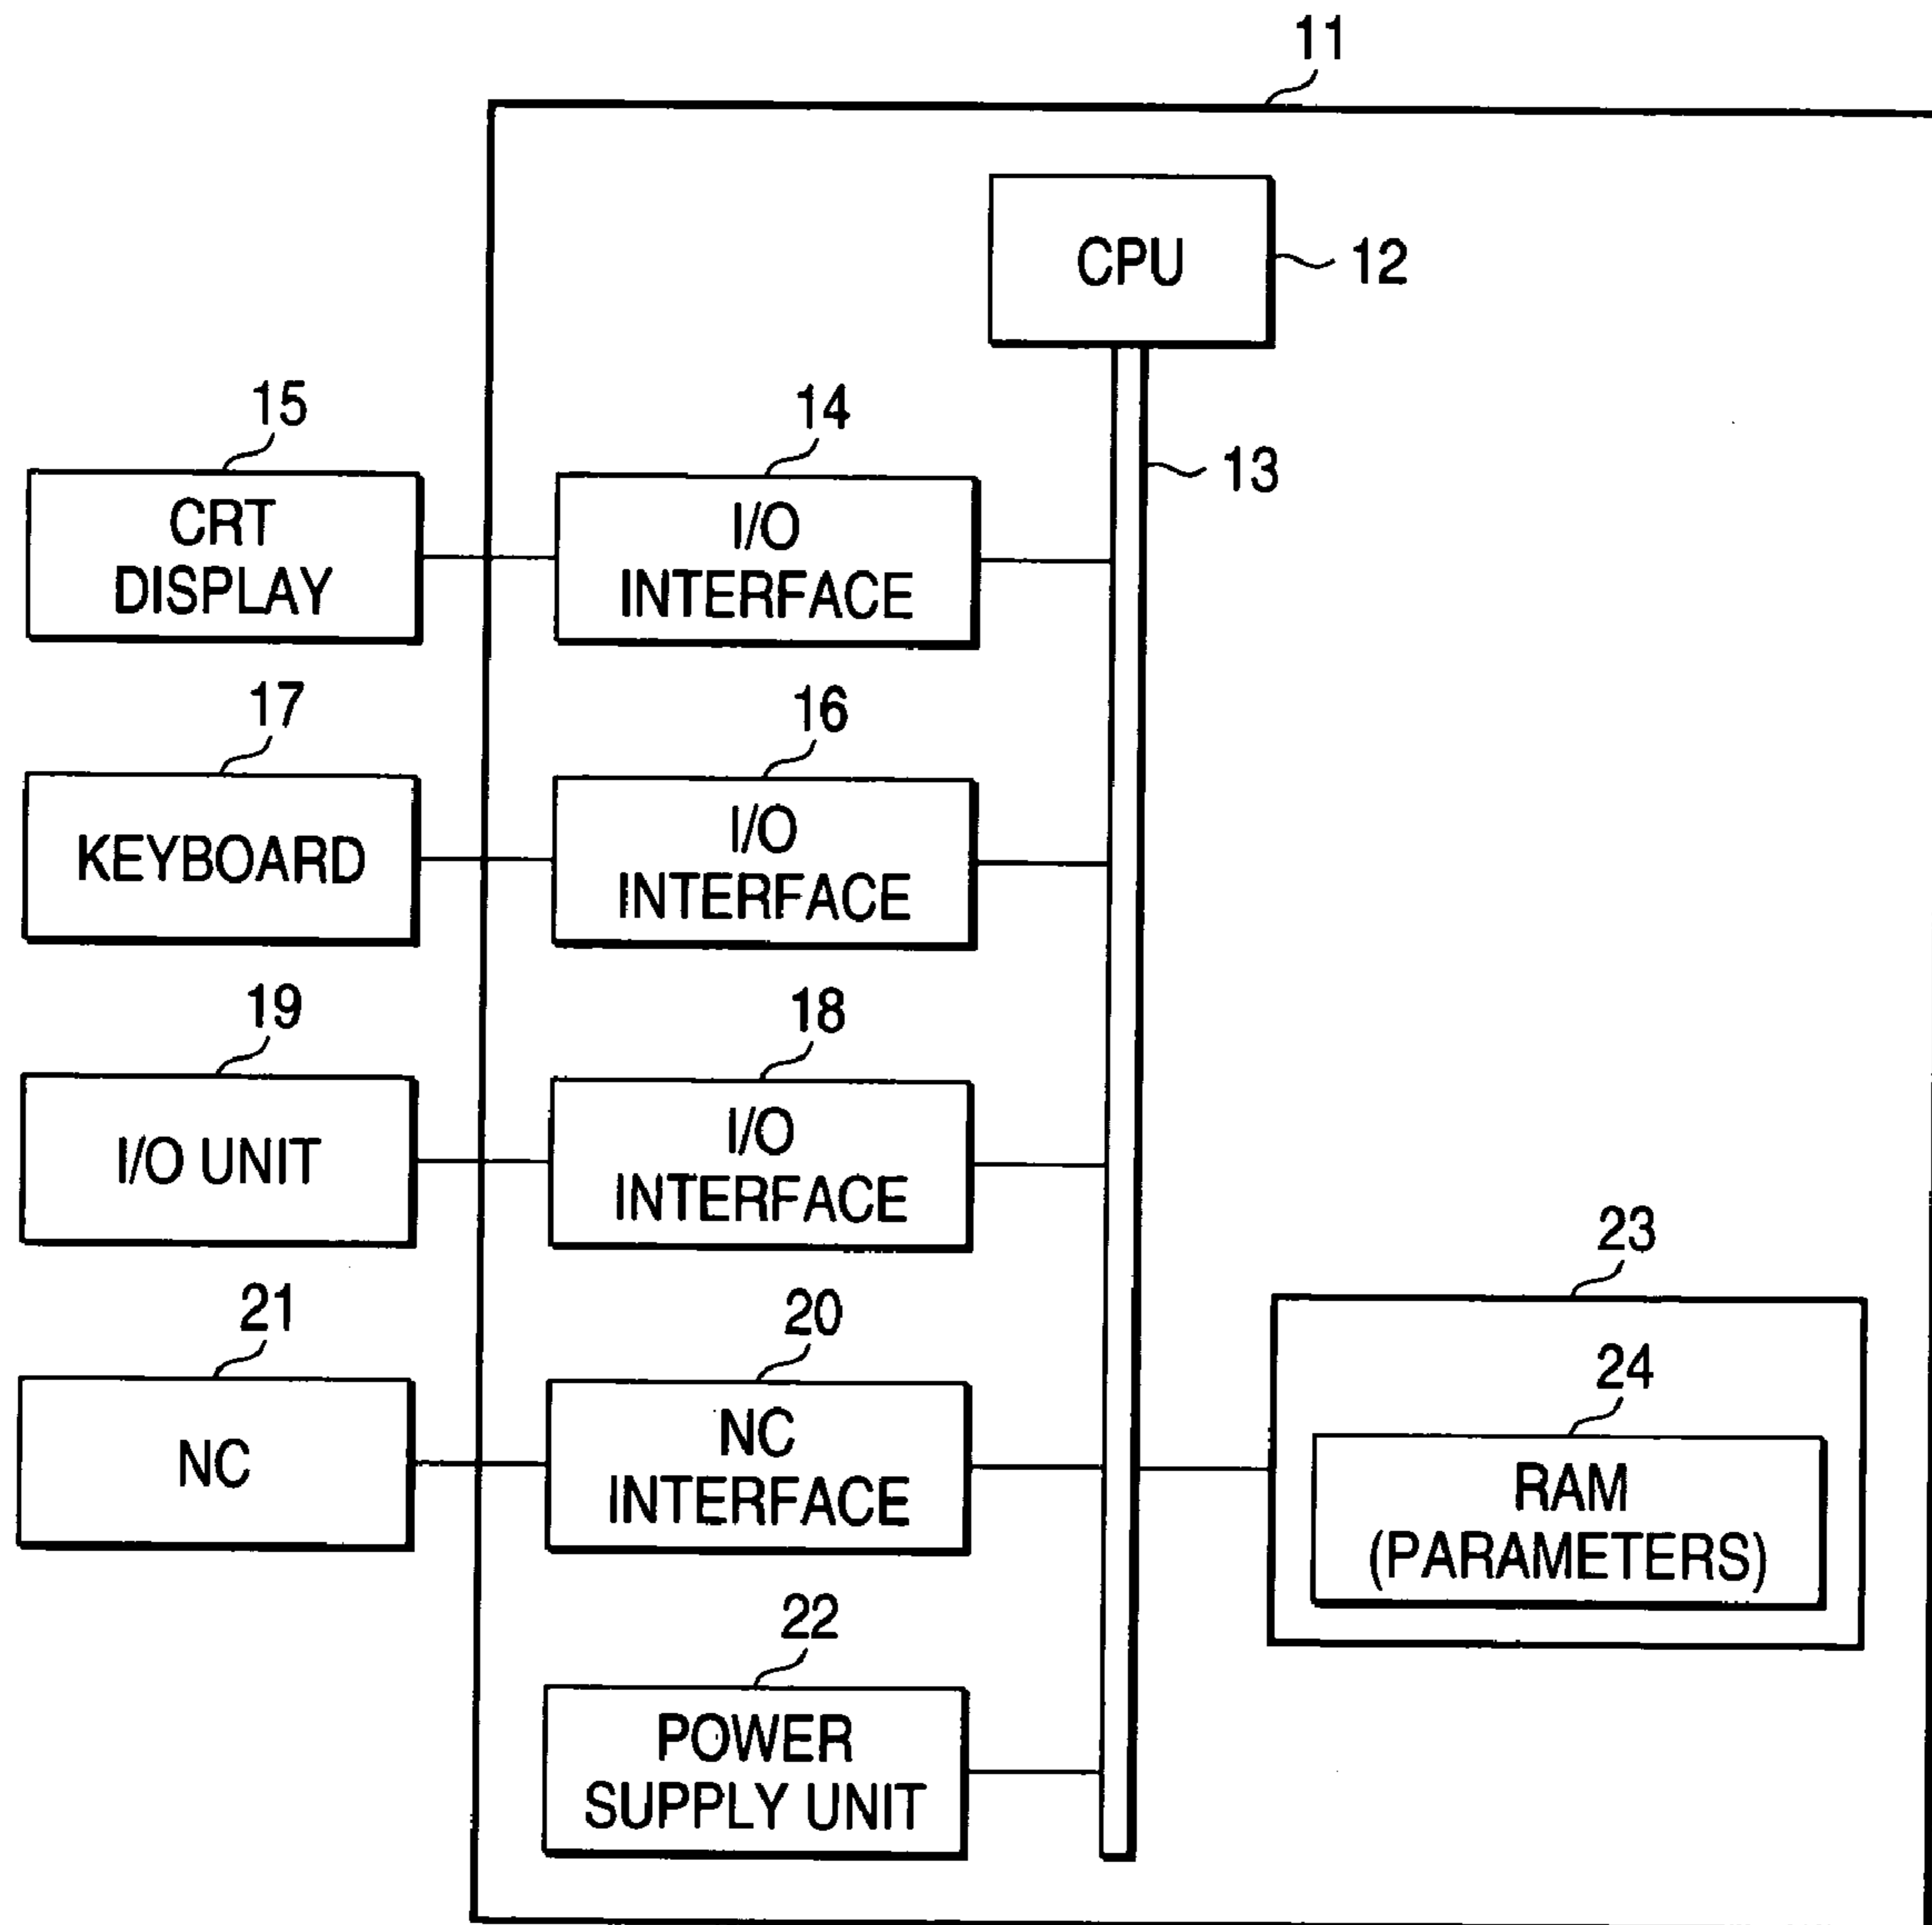 11
CPU
12
15
14
13
CRT
DISPLAY
I/O
INTERFACE
17
16
KEYBOARD
I/O
INTERFACE
19
18
I/O UNIT
I/O
INTERFACE
23
21
20
24
NC
NC
INTERFACE
RAM
(PARAMETERS)
22
POWER
SUPPLY UNIT